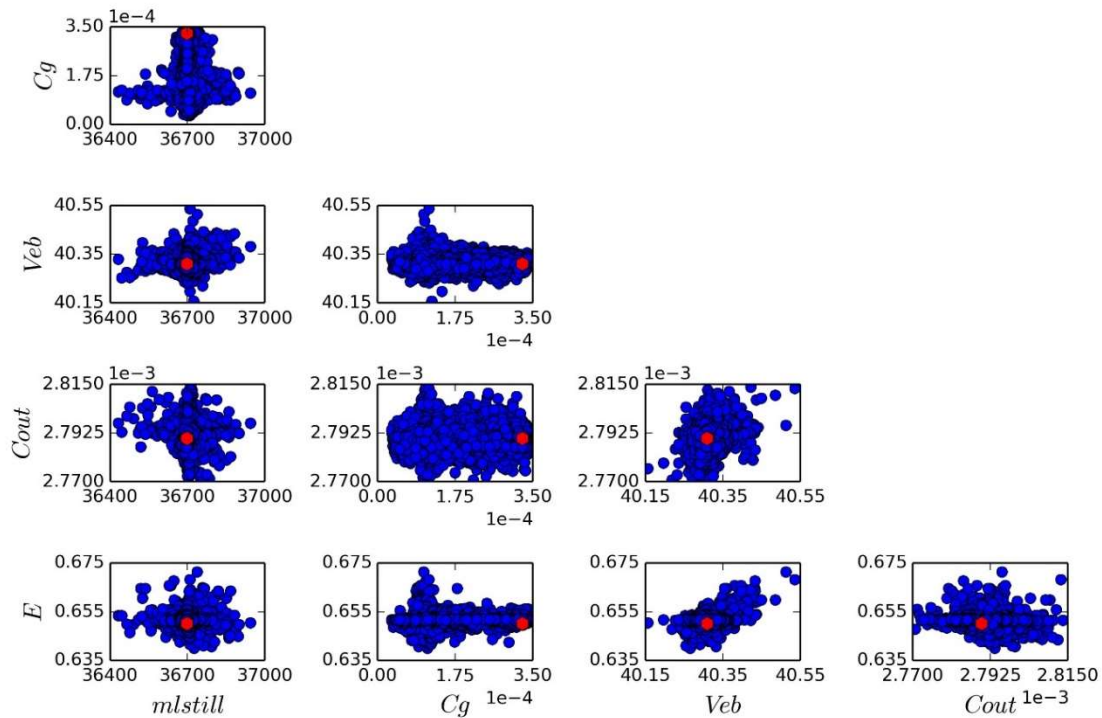 1e−4
3.50
Cg
1.75
0.00
36400 36700 37000
40.55 40.55
Veb
40.35 40.35
40.15 40.15
36400 36700 37000 0.00 1.75 3.50
1e−4
1e−3 1e−3
2.8150 2.8150 2.8150
Cout
2.7925 2.7925 2.7925
2.7700 2.7700 2.7700
36400 36700 37000 0.00 1.75 3.50 40.15 40.35 40.55
1e−4
0.675 0.675 0.675 0.675
E
0.655 0.655 0.655 0.655
0.635 0.635 0.635 0.635
36400 36700 37000 0.00 1.75 3.50 40.15 40.35 40.55 2.7700 2.7925 2.8150
mlstill Cg 1e−4 Veb Cout 1e−3